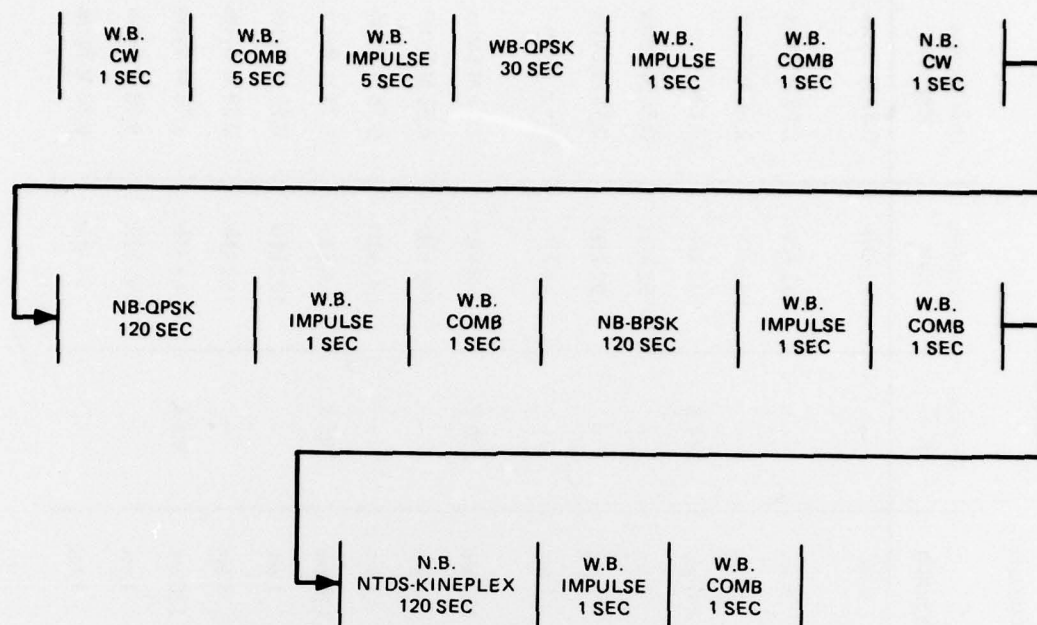 W.B.
CW
1 SEC
W.B.
COMB
5 SEC
W.B.
IMPULSE
5 SEC
WB-QPSK
30 SEC
W.B.
IMPULSE
1 SEC
W.B.
COMB
1 SEC
N.B.
CW
1 SEC
NB-QPSK
120 SEC
W.B.
IMPULSE
1 SEC
W.B.
COMB
1 SEC
NB-BPSK
120 SEC
W.B.
IMPULSE
1 SEC
W.B.
COMB
1 SEC
N.B.
NTDS-KINEPLEX
120 SEC
W.B.
IMPULSE
1 SEC
W.B.
COMB
1 SEC